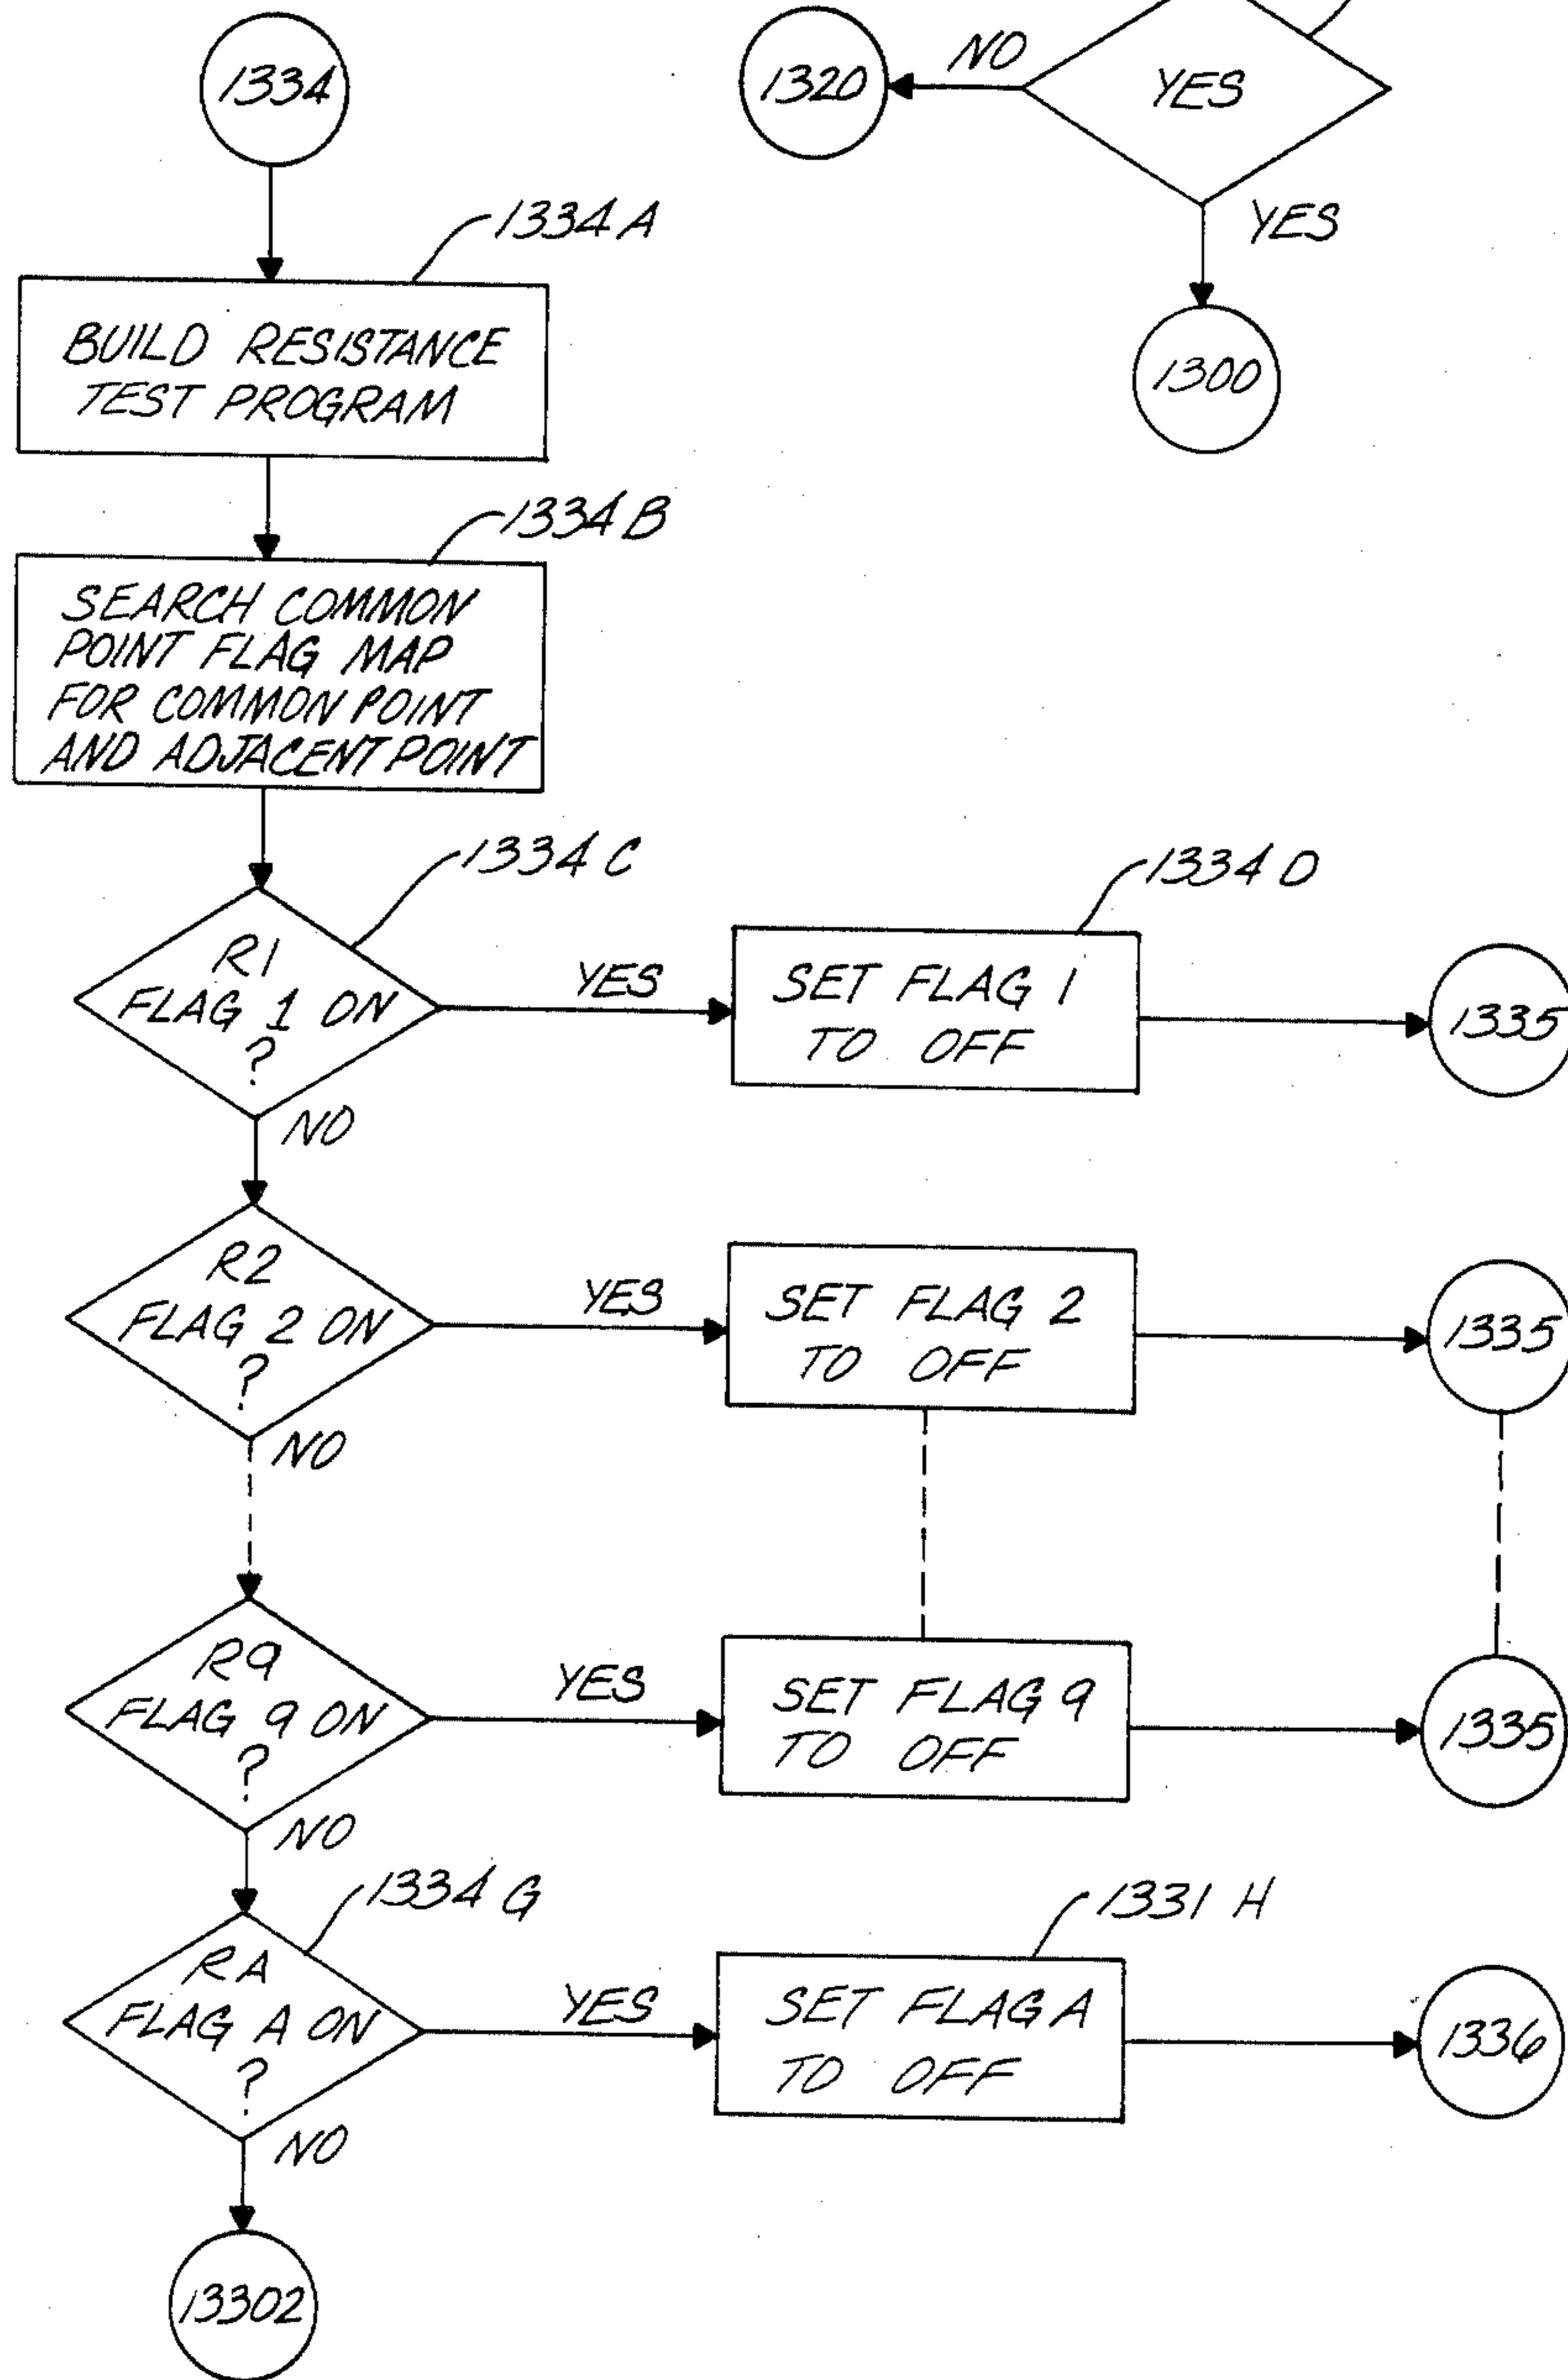 1334
1334 A
BUILD RESISTANCE
TEST PROGRAM
1334 B
SEARCH COMMON
POINT FLAG MAP
FOR COMMON POINT
AND ADJACENT POINT
1334 C
R1
FLAG 1 ON
?
YES
NO
1334 D
SET FLAG 1
TO OFF
1335
R2
FLAG 2 ON
?
YES
NO
SET FLAG 2
TO OFF
1335
R9
FLAG 9 ON
?
YES
NO
SET FLAG 9
TO OFF
1335
1334 G
RA
FLAG A ON
?
YES
NO
1331 H
SET FLAG A
TO OFF
1336
13302
1320
NO
YES
YES
1300